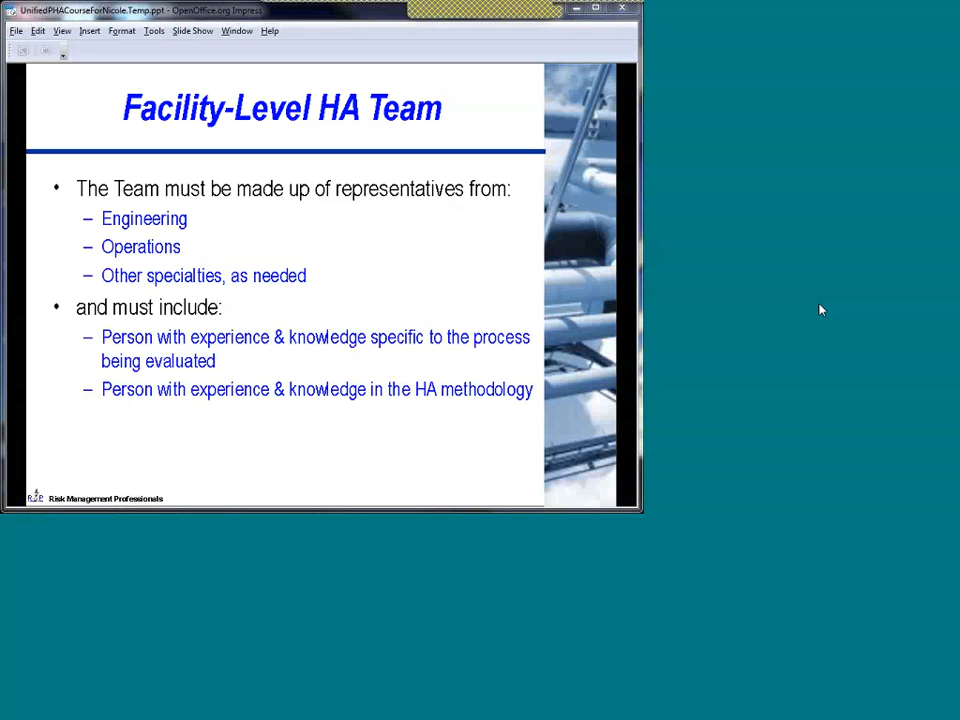 UnifiedPHACourseForNicole.Temp.ppt - OpenOffice.org Impress
File Edit View Insert Format Tools Slide Show Window Help
Facility-Level HA Team
• The Team must be made up of representatives from:
– Engineering
– Operations
– Other specialties, as needed
• and must include:
– Person with experience & knowledge specific to the process
being evaluated
– Person with experience & knowledge in the HA methodology
Risk Management Professionals